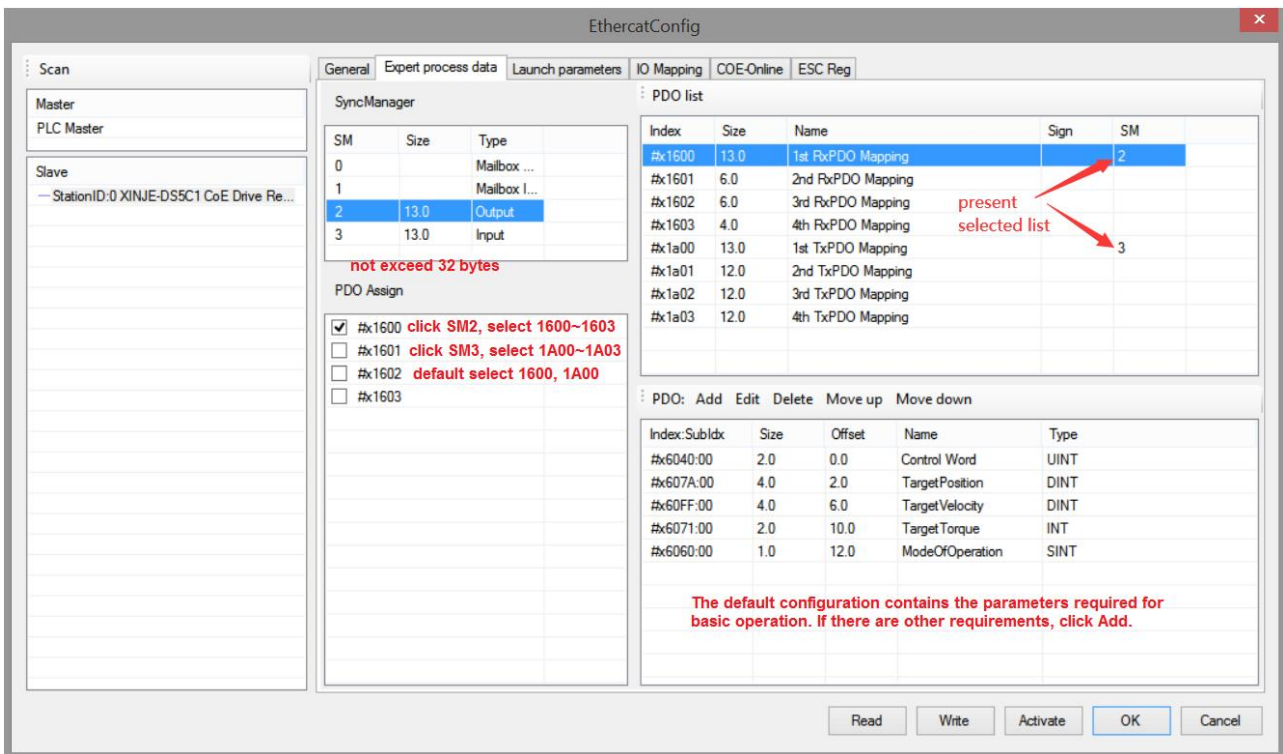 EthercatConfig
Scan
Master
PLC Master
Slave
StationID:0 XINJE-DS5C1 CoE Drive Re...
General Expert process data Launch parameters IO Mapping COE-Online ESC Reg
SyncManager
SM Size Type
0 Mailbox ...
1 Mailbox I...
2 13.0 Output
3 13.0 Input
not exceed 32 bytes
PDO Assign
#x1600 click SM2, select 1600~1603
#x1601 click SM3, select 1A00~1A03
#x1602 default select 1600, 1A00
#x1603
PDO list
Index Size Name Sign SM
#x1600 13.0 1st RxPDO Mapping 2
#x1601 6.0 2nd RxPDO Mapping
#x1602 6.0 3rd RxPDO Mapping
#x1603 4.0 4th RxPDO Mapping
#x1a00 13.0 1st TxPDO Mapping 3
#x1a01 12.0 2nd TxPDO Mapping
#x1a02 12.0 3rd TxPDO Mapping
#x1a03 12.0 4th TxPDO Mapping
present
selected list
PDO: Add Edit Delete Move up Move down
Index:SubIdx Size Offset Name Type
#x6040:00 2.0 0.0 Control Word UINT
#x607A:00 4.0 2.0 TargetPosition DINT
#x60FF:00 4.0 6.0 TargetVelocity DINT
#x6071:00 2.0 10.0 TargetTorque INT
#x6060:00 1.0 12.0 ModeOfOperation SINT
The default configuration contains the parameters required for
basic operation. If there are other requirements, click Add.
Read Write Activate OK Cancel